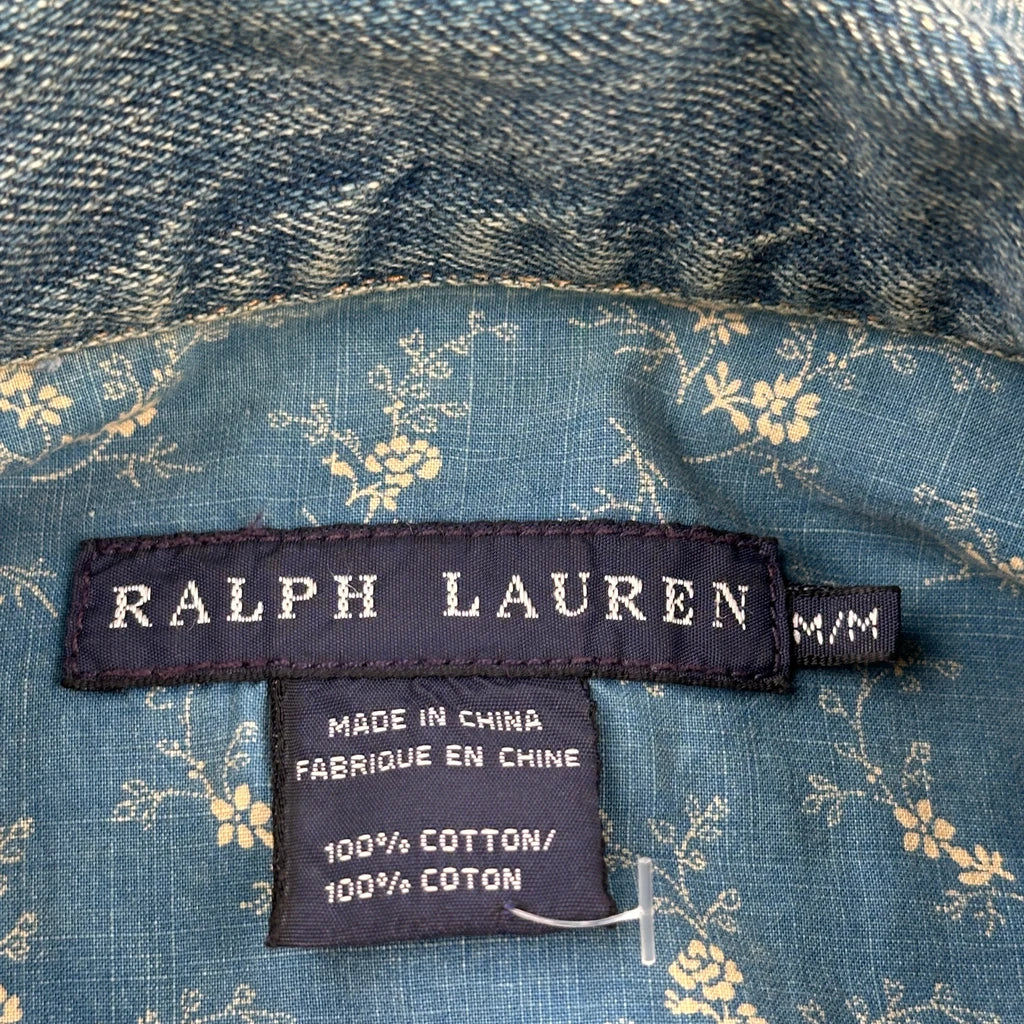 RALPH LAUREN
M/M
MADE IN CHINA
FABRIQUE EN CHINE
100% COTTON/
100% COTON